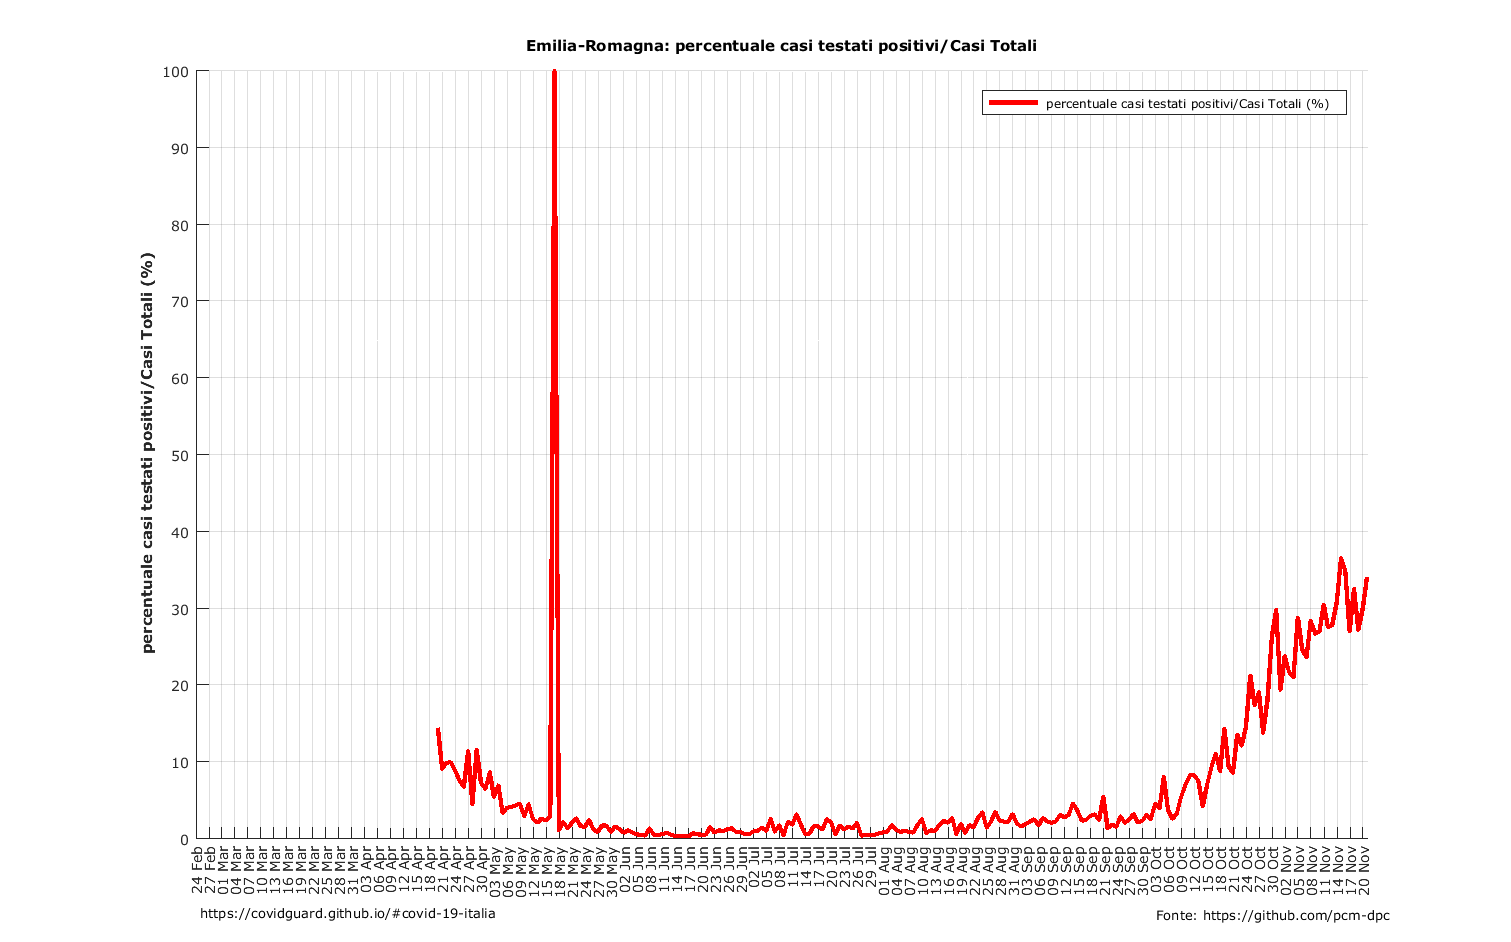 Emilia-Romagna: percentuale casi testati positivi/Casi Totali
percentuale casi testati positivi/Casi Totali (%)
percentuale casi testati positivi/Casi Totali (%)
100
90
80
70
60
50
40
30
20
10
0
24 Feb
27 Feb
01 Mar
04 Mar
07 Mar
10 Mar
13 Mar
16 Mar
19 Mar
22 Mar
25 Mar
28 Mar
31 Mar
03 Apr
06 Apr
09 Apr
12 Apr
15 Apr
18 Apr
21 Apr
24 Apr
27 Apr
30 Apr
03 May
06 May
09 May
12 May
15 May
18 May
21 May
24 May
27 May
30 May
02 Jun
05 Jun
08 Jun
11 Jun
14 Jun
17 Jun
20 Jun
23 Jun
26 Jun
29 Jun
02 Jul
05 Jul
08 Jul
11 Jul
14 Jul
17 Jul
20 Jul
23 Jul
26 Jul
29 Jul
01 Aug
04 Aug
07 Aug
10 Aug
13 Aug
16 Aug
19 Aug
22 Aug
25 Aug
28 Aug
31 Aug
03 Sep
06 Sep
09 Sep
12 Sep
15 Sep
18 Sep
21 Sep
24 Sep
27 Sep
30 Sep
03 Oct
06 Oct
09 Oct
12 Oct
15 Oct
18 Oct
21 Oct
24 Oct
27 Oct
30 Oct
02 Nov
05 Nov
08 Nov
11 Nov
14 Nov
17 Nov
20 Nov
https://covidguard.github.io/#covid-19-italia
Fonte: https://github.com/pcm-dpc